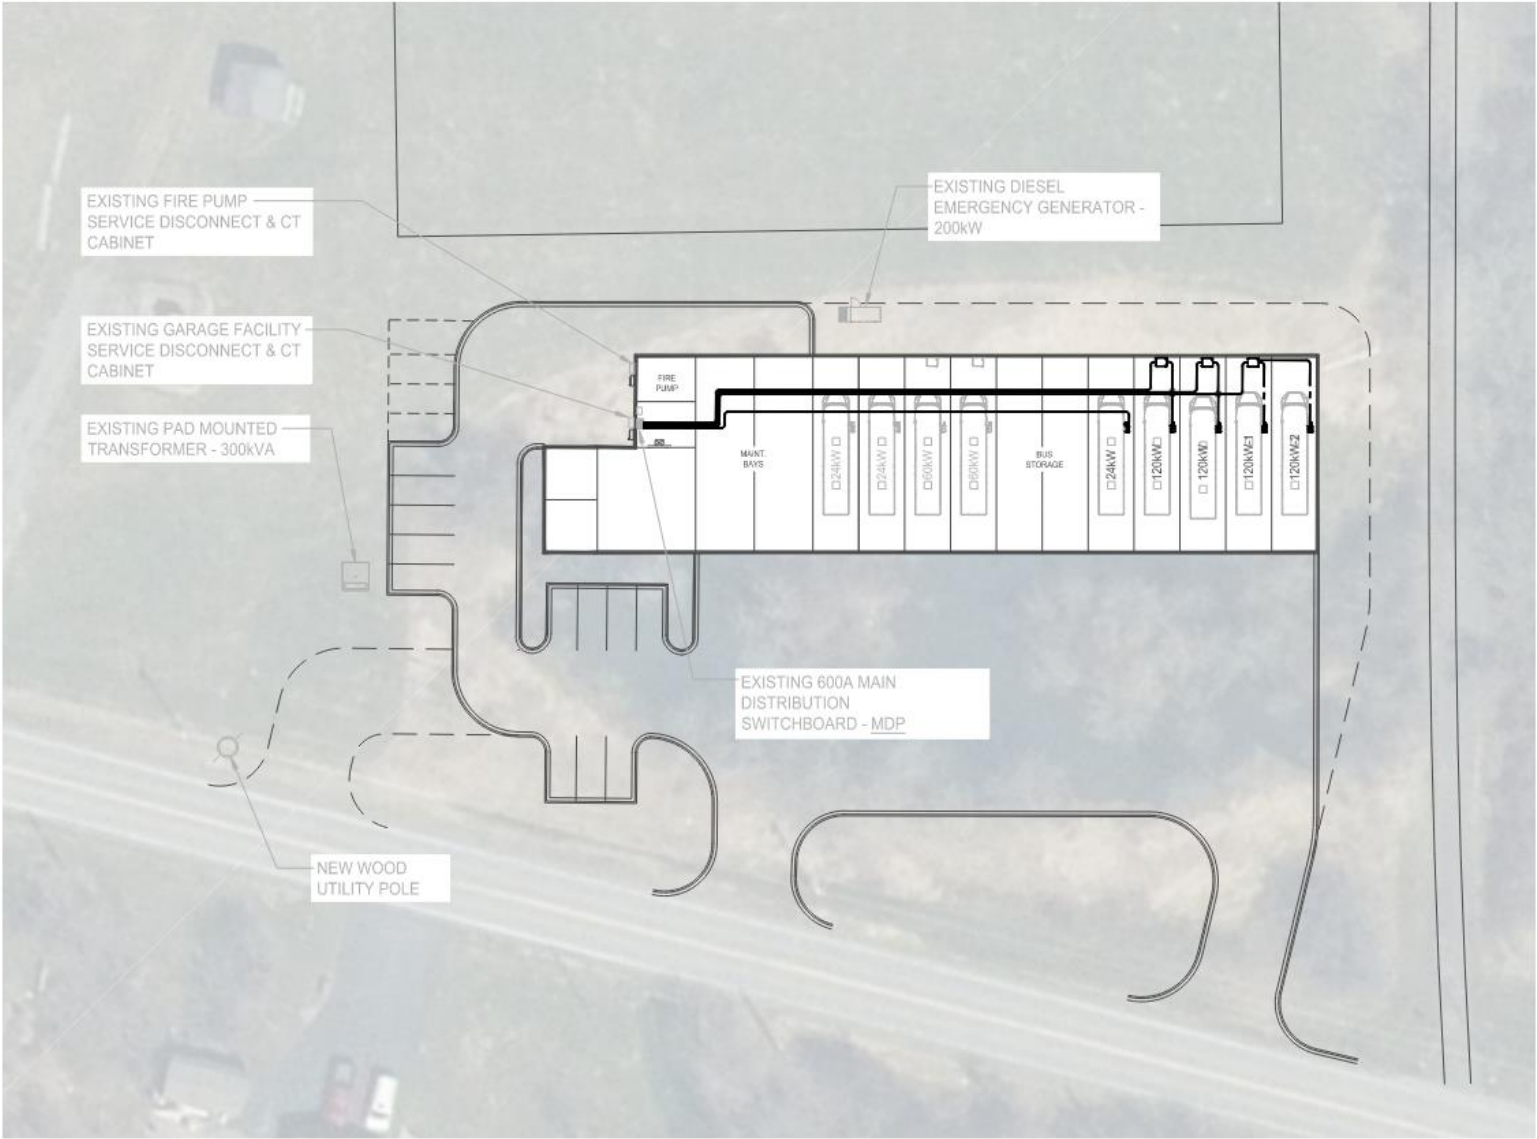 EXISTING FIRE PUMP
SERVICE DISCONNECT & CT
CABINET
EXISTING DIESEL
EMERGENCY GENERATOR -
200kW
EXISTING GARAGE FACILITY
SERVICE DISCONNECT & CT
CABINET
EXISTING PAD MOUNTED
TRANSFORMER - 300kVA
FIRE
PUMP
MAINT.
BAYS
24kW
24kW
60kW
60kW
BUS
STORAGE
24kW
120kW
120kW
120kW-1
120kW-2
EXISTING 600A MAIN
DISTRIBUTION
SWITCHBOARD - MDP
NEW WOOD
UTILITY POLE